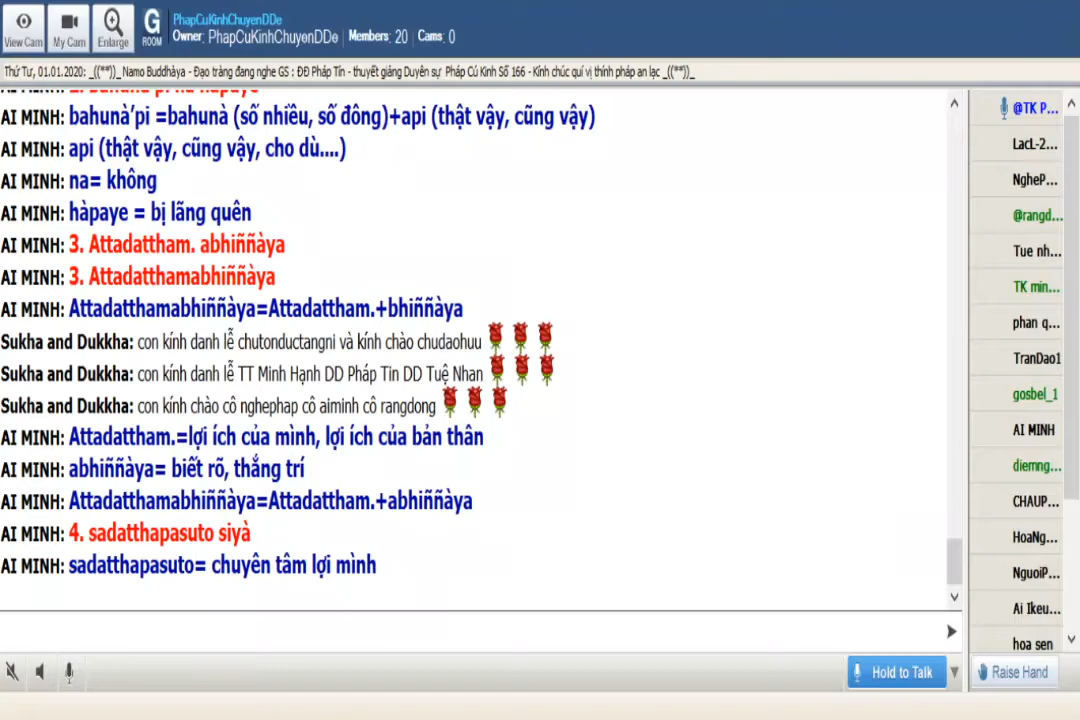 View Cam
My Cam
Enlarge
G
ROOM
PhapCuKinhChuyenDDe
Owner: PhapCuKinhChuyenDDe Members: 20 Cams: 0
Thứ Tư, 01.01.2020: _((**))_ Namo Buddhàya - Đạo tràng đang nghe GS : ĐĐ Pháp Tín - thuyết giảng Duyên sự Pháp Cú Kinh Số 166 - Kính chúc quí vị thính pháp an lạc _((**))_
AI MINH: bahunà’pi =bahunà (số nhiều, số đông)+api (thật vậy, cũng vậy)
AI MINH: api (thật vậy, cũng vậy, cho dù....)
AI MINH: na= không
AI MINH: hàpaye = bị lãng quên
AI MINH: 3. Attadattham. abhiññàya
AI MINH: 3. Attadatthamabhiññàya
AI MINH: Attadatthamabhiññàya=Attadattham.+bhiññàya
Sukha and Dukkha: con kính danh lễ chutonductangni và kính chào chudaohuu
Sukha and Dukkha: con kính danh lễ TT Minh Hạnh DD Pháp Tin DD Tuệ Nhan
Sukha and Dukkha: con kính chào cô nghephap cô aiminh cô rangdong
AI MINH: Attadattham.=lợi ích của mình, lợi ích của bản thân
AI MINH: abhiññàya= biết rõ, thắng trí
AI MINH: Attadatthamabhiññàya=Attadattham.+abhiññàya
AI MINH: 4. sadatthapasuto siyà
AI MINH: sadatthapasuto= chuyên tâm lợi mình
@TK P...
LacL-2...
NgheP...
@rangd...
Tue nh...
TK min...
phan q...
TranDao1
gosbel_1
AI MINH
diemng...
CHAUP...
HoaNg...
NguoiP...
Ai Ikeu...
hoa sen
Hold to Talk
Raise Hand